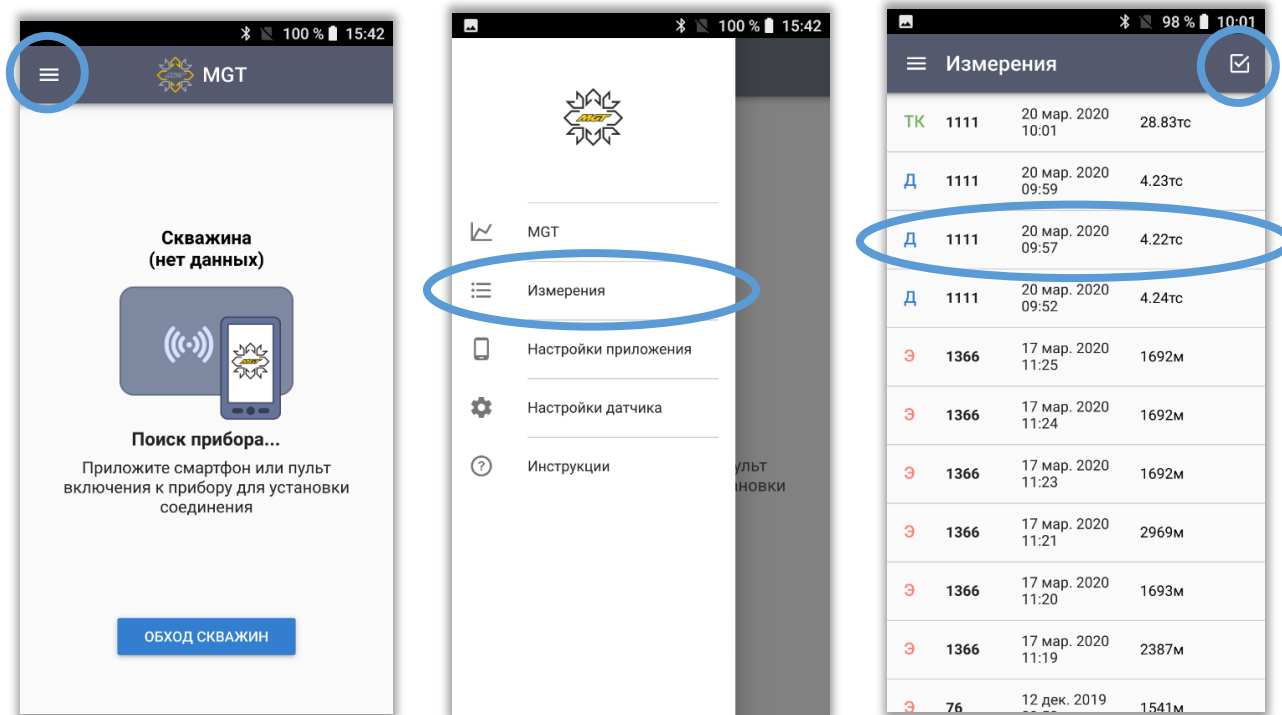 100 % 15:42
MGT
Скважина
(нет данных)
Поиск прибора...
Приложите смартфон или пульт
включения к прибору для установки
соединения
ОБХОД СКВАЖИН
100 % 15:42
MGT
MGT
Измерения
Настройки приложения
Настройки датчика
Инструкции
ульт
ановки
98 % 10:01
Измерения
ТК 1111 20 мар. 2020 28.83тс
10:01
Д 1111 20 мар. 2020 4.23тс
09:59
Д 1111 20 мар. 2020 4.22тс
09:57
Д 1111 20 мар. 2020 4.24тс
09:52
Э 1366 17 мар. 2020 1692м
11:25
Э 1366 17 мар. 2020 1692м
11:24
Э 1366 17 мар. 2020 1692м
11:23
Э 1366 17 мар. 2020 2969м
11:21
Э 1366 17 мар. 2020 1693м
11:20
Э 1366 17 мар. 2020 2387м
11:19
Э 76 12 дек. 2019 1541м